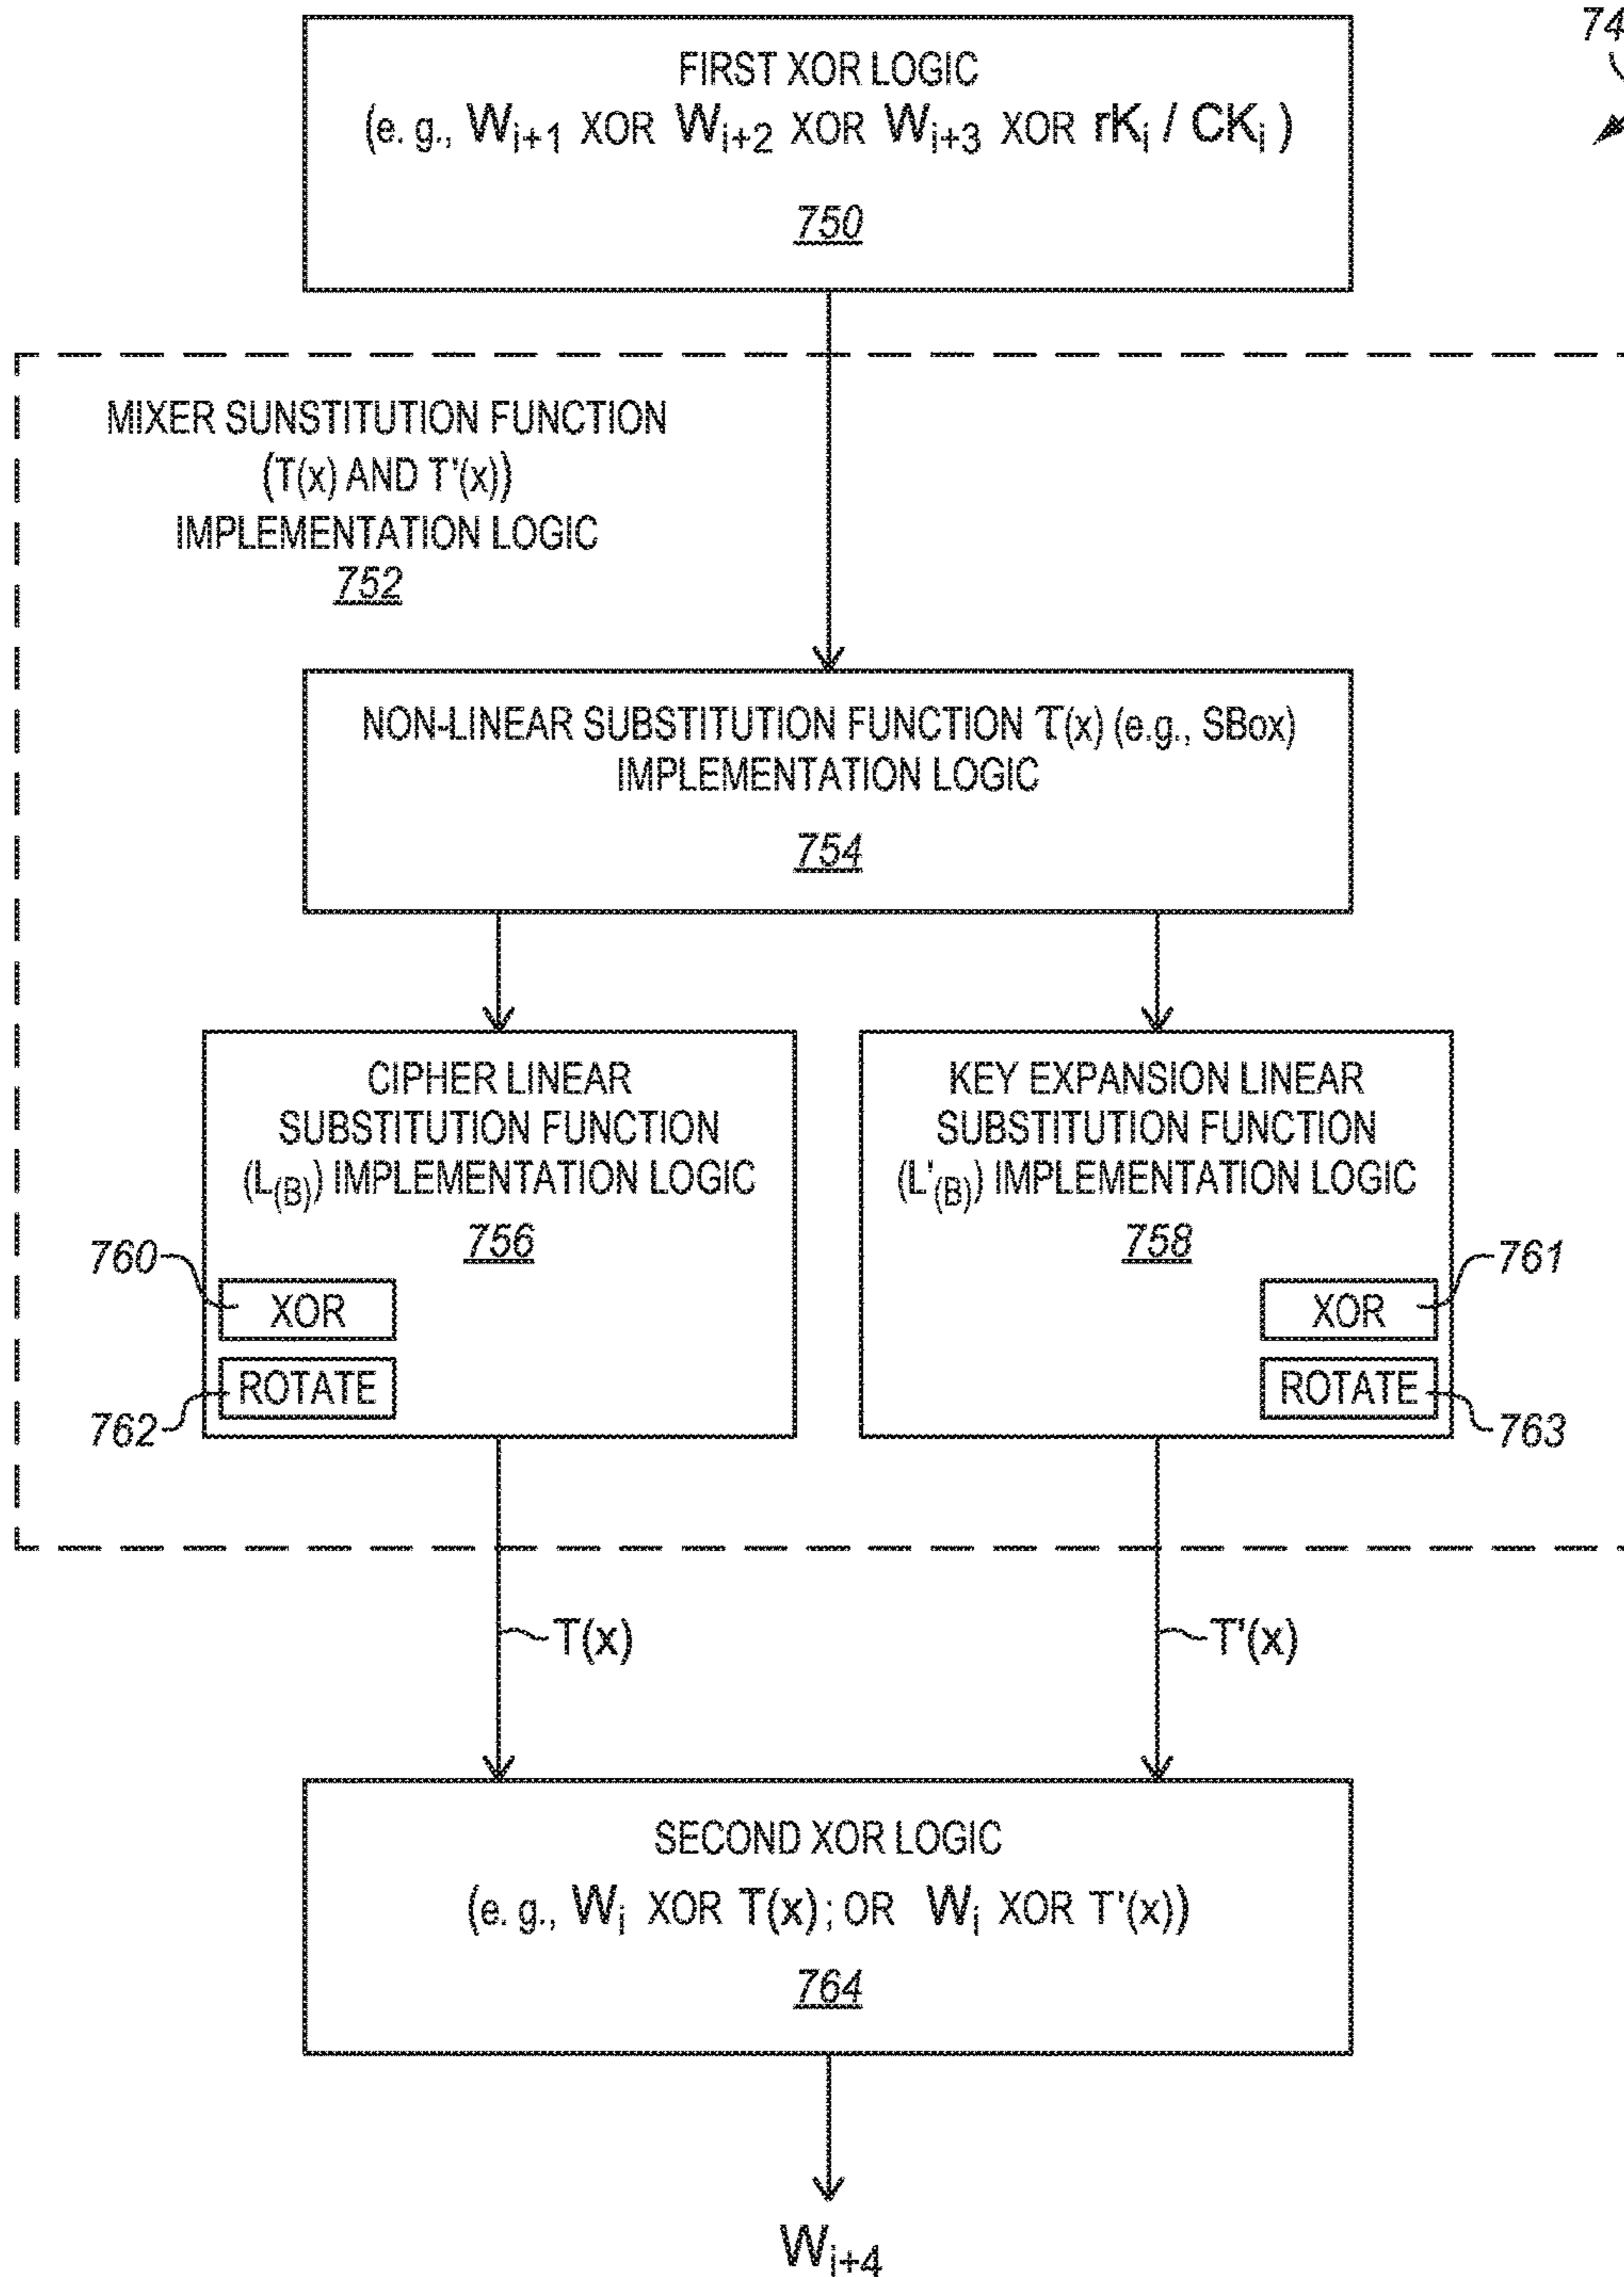 74
FIRST XOR LOGIC
(e. g., Wi+1 XOR Wi+2 XOR Wi+3 XOR rKi / CKi )
750
MIXER SUNSTITUTION FUNCTION
(T(x) AND T'(x))
IMPLEMENTATION LOGIC
752
NON-LINEAR SUBSTITUTION FUNCTION Ꚍ(x) (e.g., SBox)
IMPLEMENTATION LOGIC
754
CIPHER LINEAR
SUBSTITUTION FUNCTION
(L(B)) IMPLEMENTATION LOGIC
756
760
XOR
762
ROTATE
KEY EXPANSION LINEAR
SUBSTITUTION FUNCTION
(L'(B)) IMPLEMENTATION LOGIC
758
XOR
761
ROTATE
763
T(x)
T'(x)
SECOND XOR LOGIC
(e. g., Wi XOR T(x); OR Wi XOR T'(x))
764
Wi+4